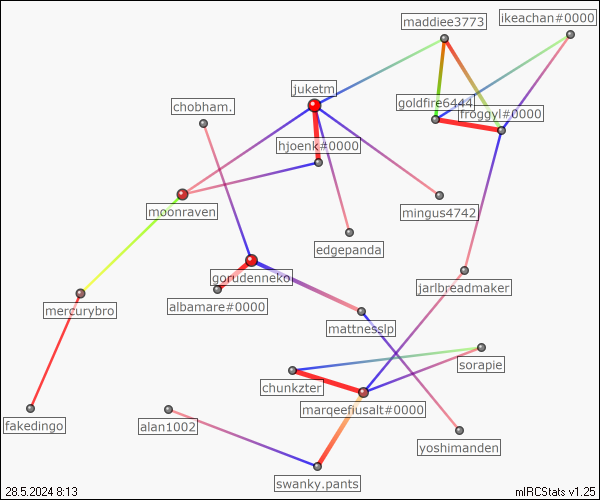 maddiee3773
ikeachan#0000
juketm
chobham.
goldfire6444
froggyl#0000
hjoenk#0000
moonraven
mingus4742
edgepanda
gorudenneko
jarlbreadmaker
albamare#0000
mercurybro
mattnesslp
sorapie
chunkzter
marqeefiusalt#0000
fakedingo
alan1002
yoshimanden
swanky.pants
28.5.2024 8:13
mIRCStats v1.25